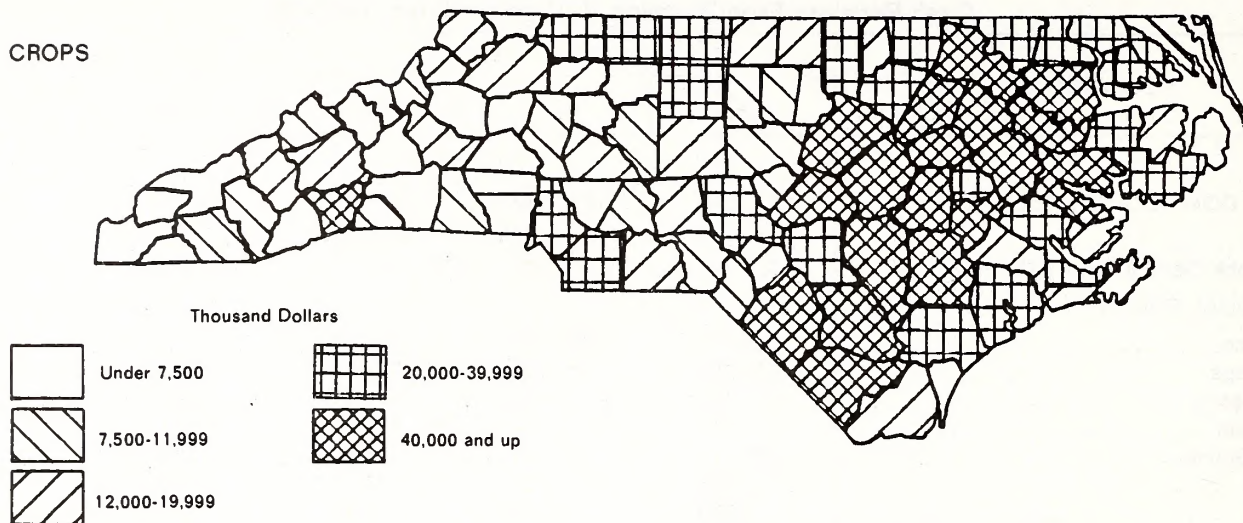 CROPS
Thousand Dollars
Under 7,500
7,500-11,999
12,000-19,999
20,000-39,999
40,000 and up